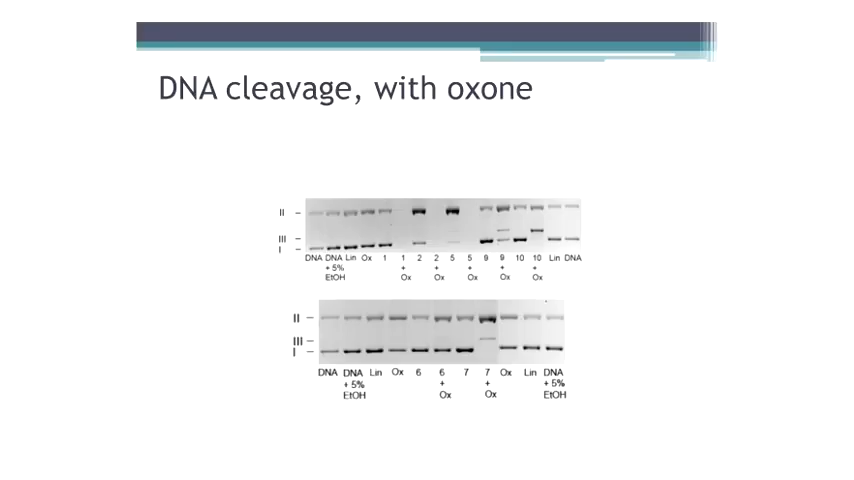 DNA cleavage, with oxone
II –
III –
I –
DNA DNA Lin Ox 1 1 2 2 5 5 9 9 10 10 Lin DNA
+ 5% + + + + +
EtOH Ox Ox Ox Ox Ox
II –
III –
I –
DNA DNA Lin Ox 6 6 7 7 Ox Lin DNA
+ 5% + + + 5%
EtOH Ox Ox EtOH